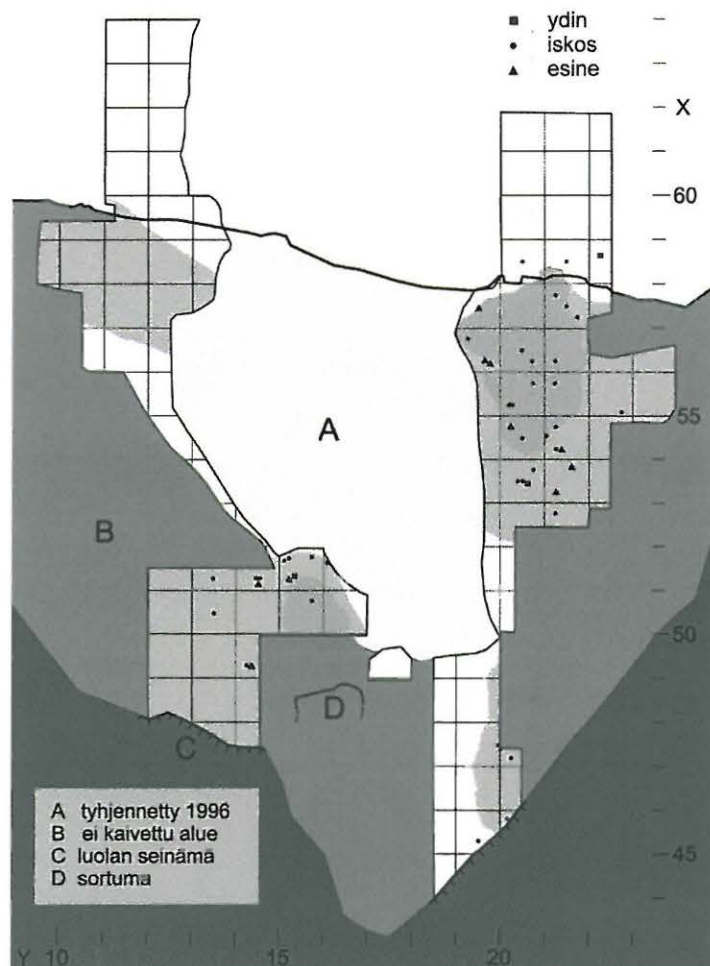 ydin
iskos
esine
X
60
A
55
B
50
D
C
A tyhjennetty 1996
B ei kaivettu alue
C luolan seinämä
D sortuma
45
Y 10 15 20